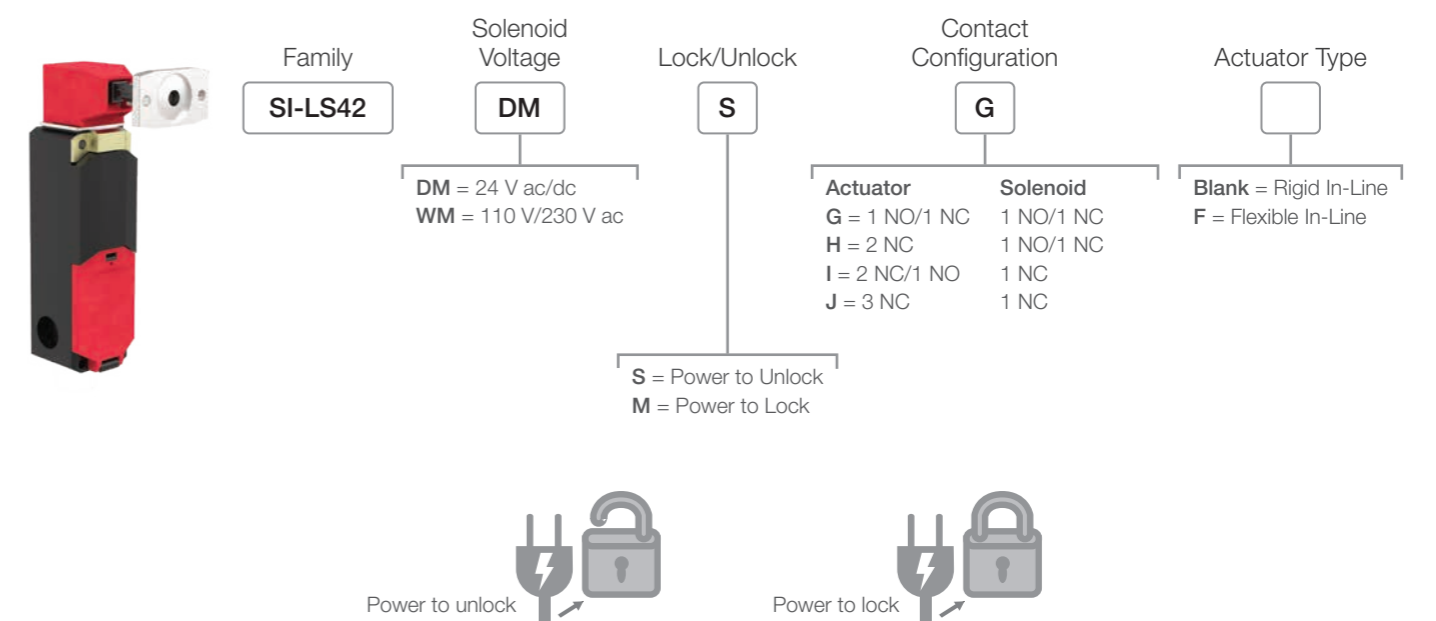 Family
Solenoid
Voltage
Lock/Unlock
Contact
Configuration
Actuator Type
SI-LS42
DM
S
G
DM = 24 V ac/dc
WM = 110 V/230 V ac
Actuator Solenoid
G = 1 NO/1 NC 1 NO/1 NC
H = 2 NC 1 NO/1 NC
I = 2 NC/1 NO 1 NC
J = 3 NC 1 NC
Blank = Rigid In-Line
F = Flexible In-Line
S = Power to Unlock
M = Power to Lock
Power to unlock
Power to lock